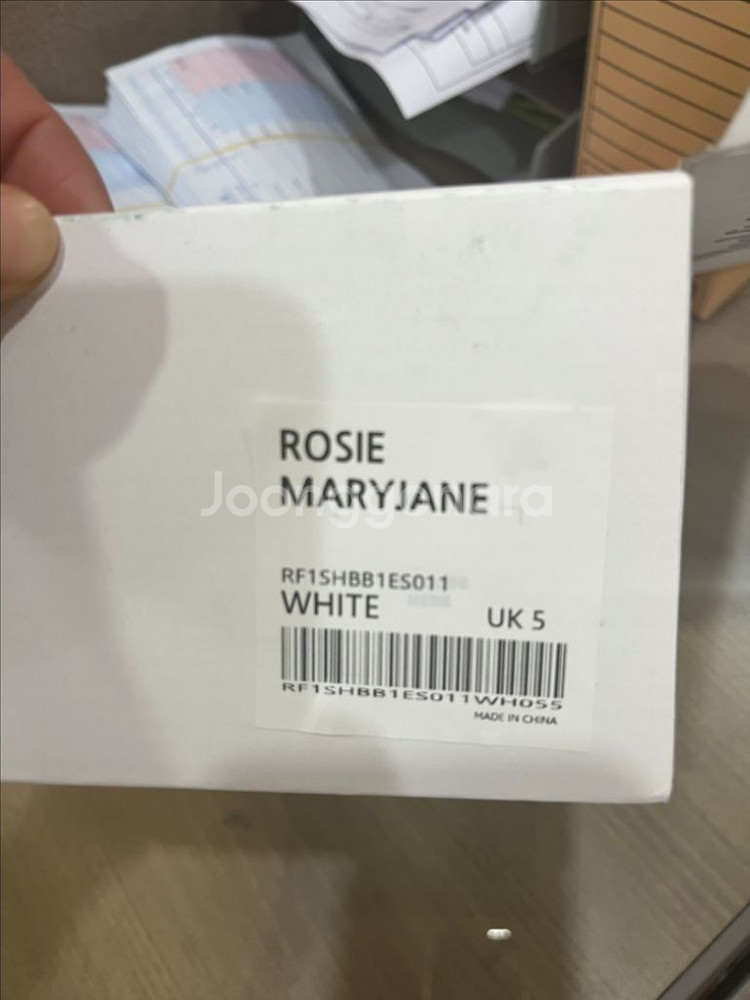 ROSIE
MARYJANE
RF1SHBB1ES011
WHITE
UK 5
RF1SHBB1ES011WH055
MADE IN CHINA